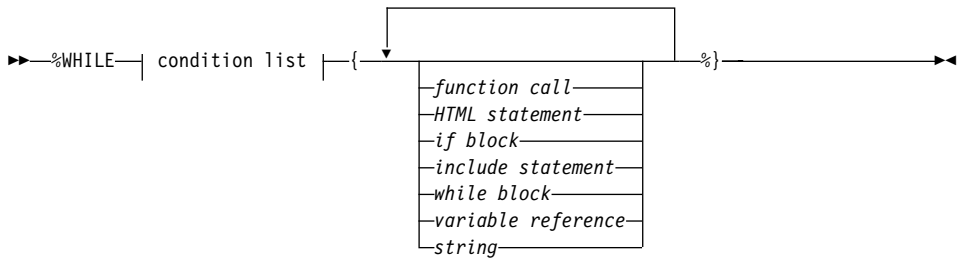 %WHILE condition list { %}
function call
HTML statement
if block
include statement
while block
variable reference
string